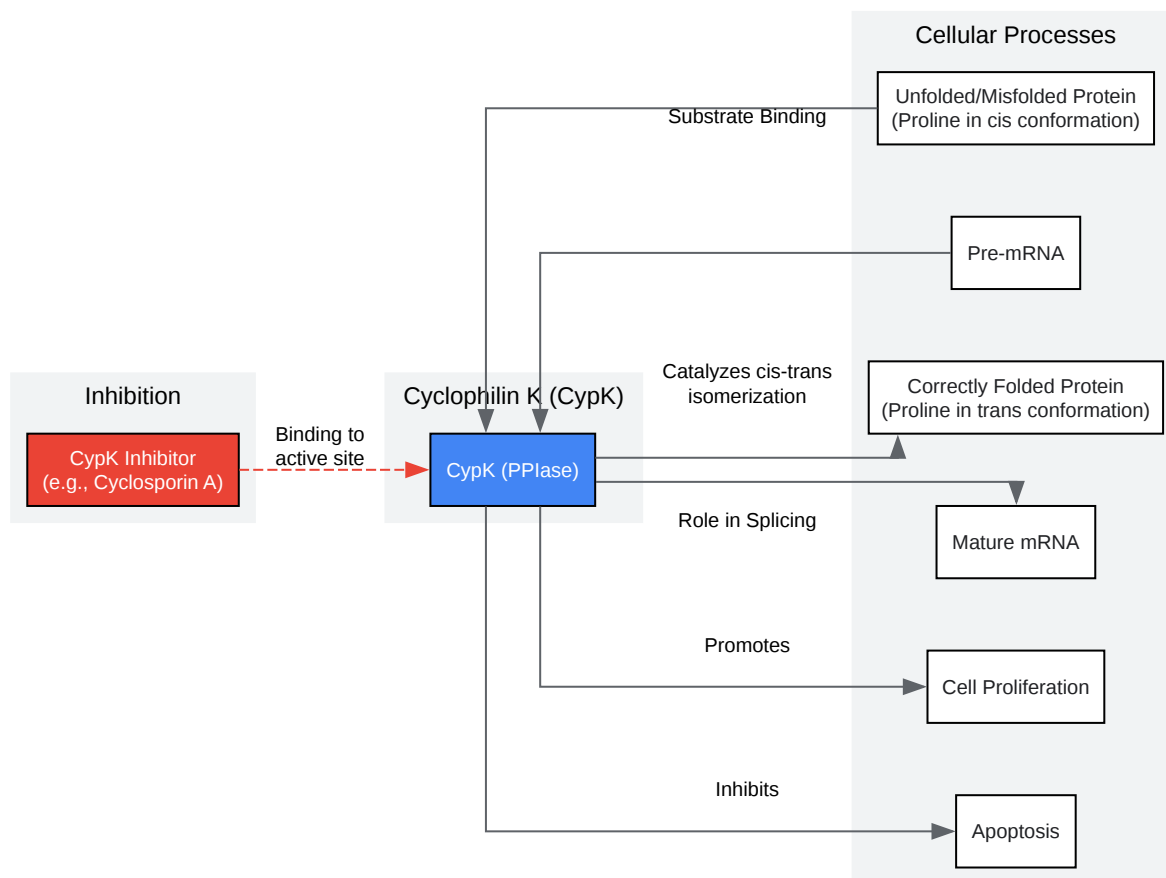 Cellular Processes
Unfolded/Misfolded Protein
(Proline in cis conformation)
Substrate Binding
Pre-mRNA
Catalyzes cis-trans
isomerization
Correctly Folded Protein
(Proline in trans conformation)
Inhibition
Cyclophilin K (CypK)
Binding to
active site
CypK Inhibitor
(e.g., Cyclosporin A)
CypK (PPIase)
Role in Splicing
Mature mRNA
Promotes
Cell Proliferation
Inhibits
Apoptosis